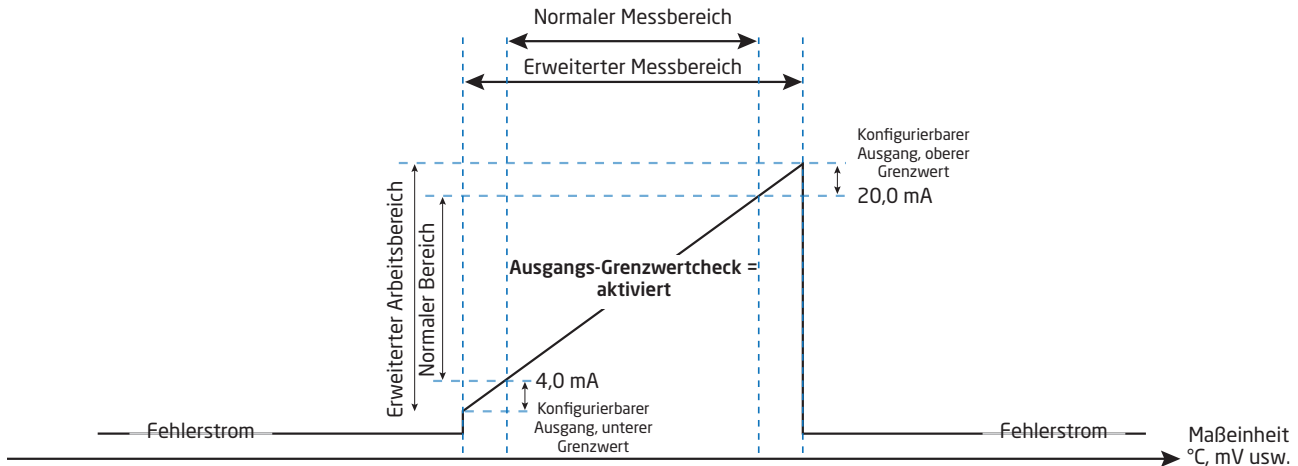 Normaler Messbereich
Erweiterter Messbereich
Konfigurierbarer
Ausgang, oberer
Grenzwert
20,0 mA
Erweiterter Arbeitsbereich
Normaler Bereich
Ausgangs-Grenzwertcheck =
aktiviert
4,0 mA
Konfigurierbarer
Ausgang, unterer
Grenzwert
Fehlerstrom
Fehlerstrom
Maßeinheit
°C, mV usw.